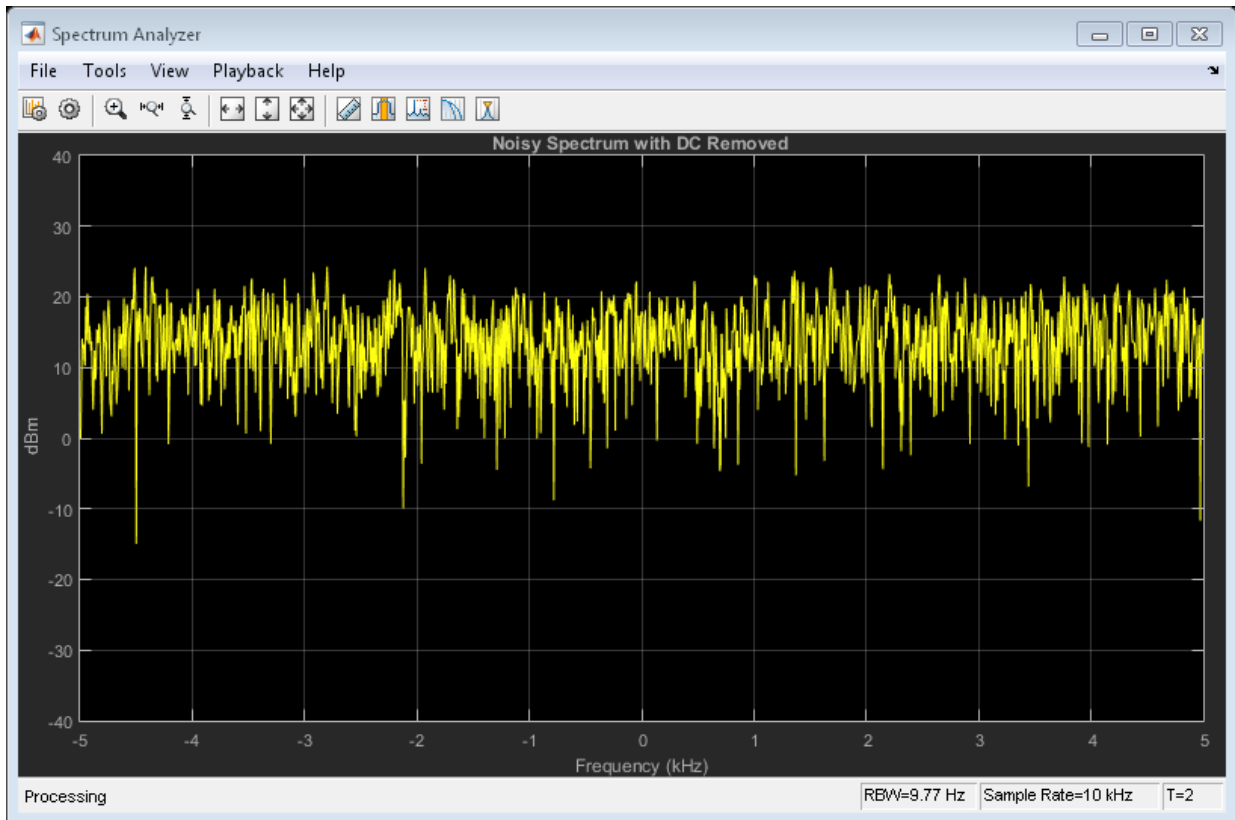 Spectrum Analyzer
File Tools View Playback Help
Noisy Spectrum with DC Removed
40
30
20
10
0
-10
-20
-30
-40
dBm
-5 -4 -3 -2 -1 0 1 2 3 4 5
Frequency (kHz)
Processing RBW=9.77 Hz Sample Rate=10 kHz T=2